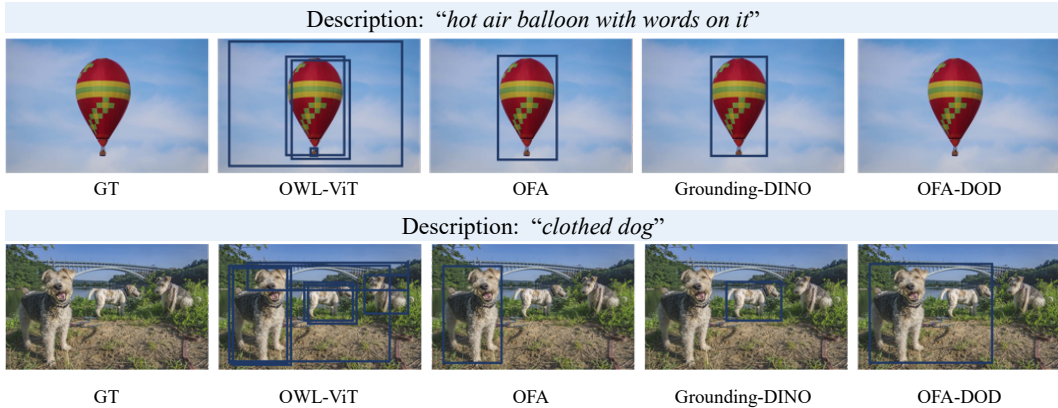 Description: “hot air balloon with words on it”
GT OWL-ViT OFA Grounding-DINO OFA-DOD
Description: “clothed dog”
GT OWL-ViT OFA Grounding-DINO OFA-DOD